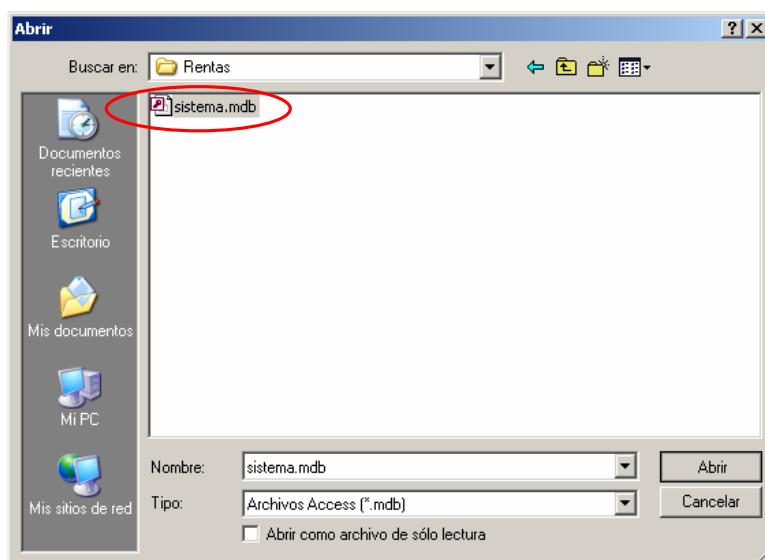 Abrir
Buscar en: Rentas
sistema.mdb
Documentos
recientes
Escritorio
Mis documentos
Mi PC
Mis sitios de red
Nombre: sistema.mdb Abrir
Tipo: Archivos Access (*.mdb) Cancelar
Abrir como archivo de sólo lectura